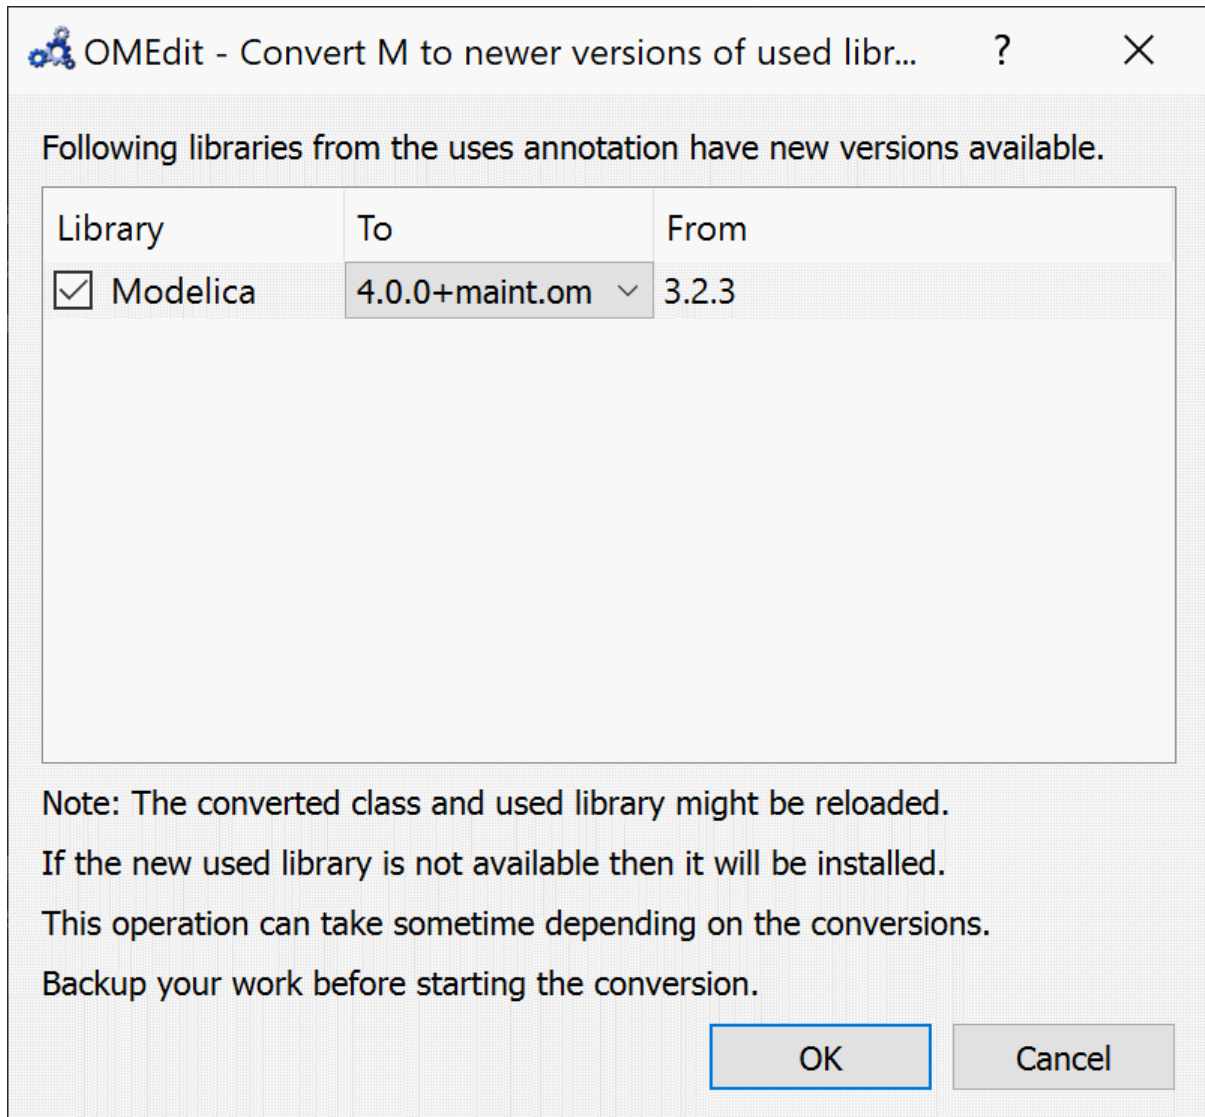 OMEdit - Convert M to newer versions of used libr...
Following libraries from the uses annotation have new versions available.
Library To From
Modelica 4.0.0+maint.om 3.2.3
Note: The converted class and used library might be reloaded.
If the new used library is not available then it will be installed.
This operation can take sometime depending on the conversions.
Backup your work before starting the conversion.
OK Cancel